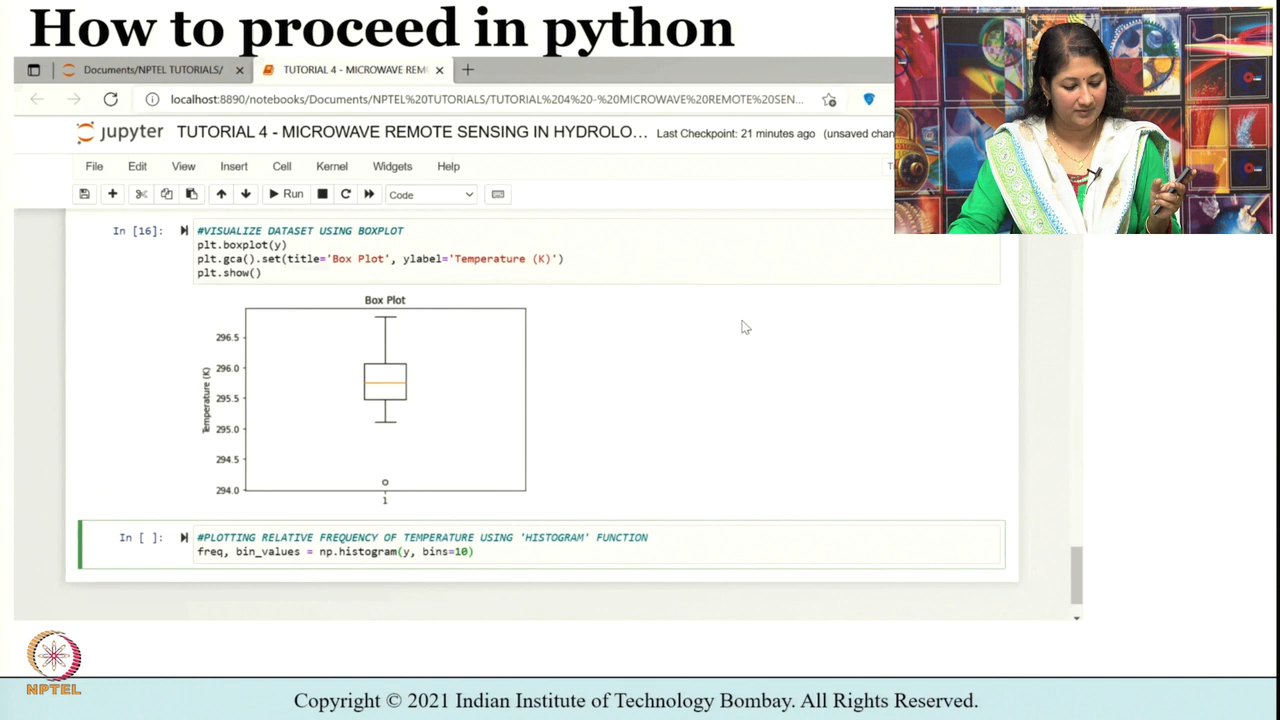 How to proceed in python
Documents/NPTEL TUTORIALS/
TUTORIAL 4 - MICROWAVE REM
localhost:8890/notebooks/Documents/NPTEL%20TUTORIALS/TUTORIAL%204%20-%20MICROWAVE%20REMOTE%20SEN...
jupyter TUTORIAL 4 - MICROWAVE REMOTE SENSING IN HYDROLO... Last Checkpoint: 21 minutes ago (unsaved chan
File Edit View Insert Cell Kernel Widgets Help
Run Code
In [16]: #VISUALIZE DATASET USING BOXPLOT
plt.boxplot(y)
plt.gca().set(title='Box Plot', ylabel='Temperature (K)')
plt.show()
Box Plot
296.5
296.0
295.5
295.0
294.5
294.0
Temperature (K)
1
In [ ]: #PLOTTING RELATIVE FREQUENCY OF TEMPERATURE USING 'HISTOGRAM' FUNCTION
freq, bin_values = np.histogram(y, bins=10)
NPTEL
Copyright © 2021 Indian Institute of Technology Bombay. All Rights Reserved.